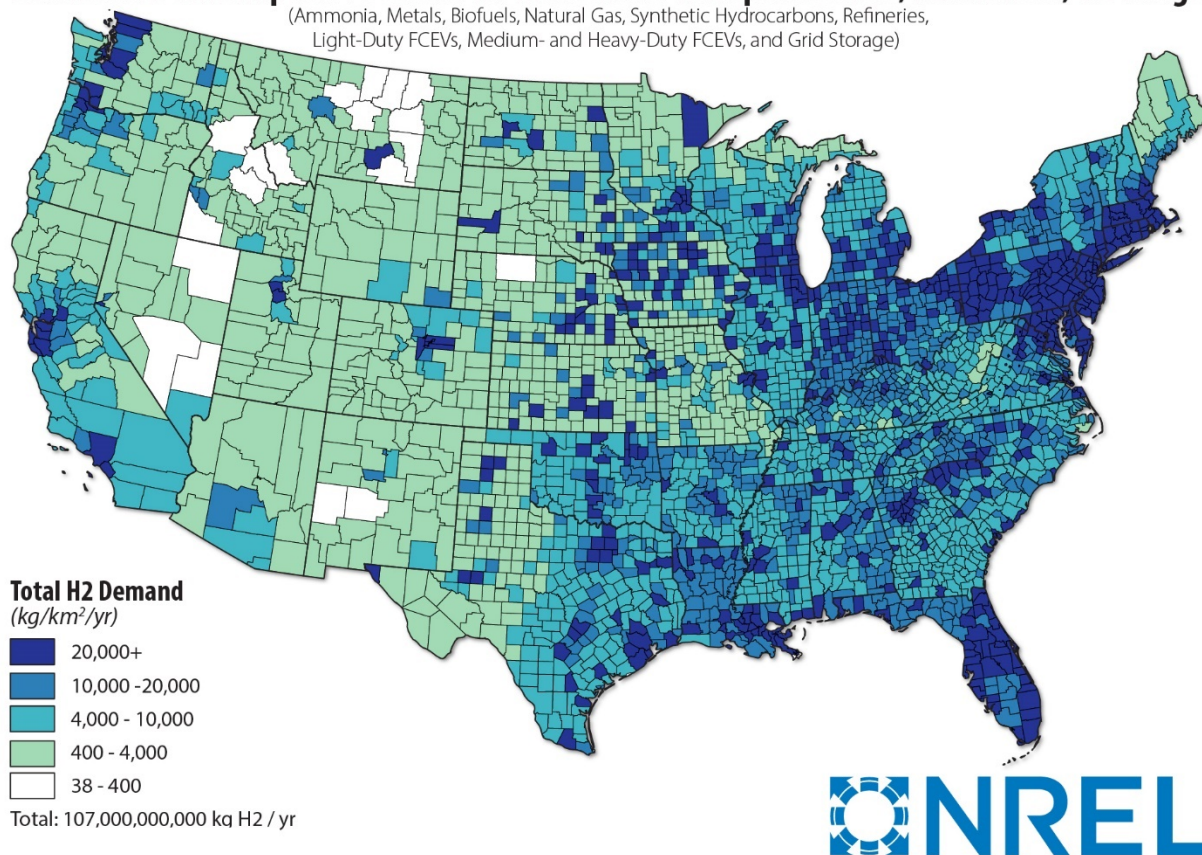 (Ammonia, Metals, Biofuels, Natural Gas, Synthetic Hydrocarbons, Refineries,
Light-Duty FCEVs, Medium- and Heavy-Duty FCEVs, and Grid Storage)
Total H2 Demand
(kg/km²/yr)
20,000+
10,000 -20,000
4,000 - 10,000
400 - 4,000
38 - 400
Total: 107,000,000,000 kg H2 / yr
NREL